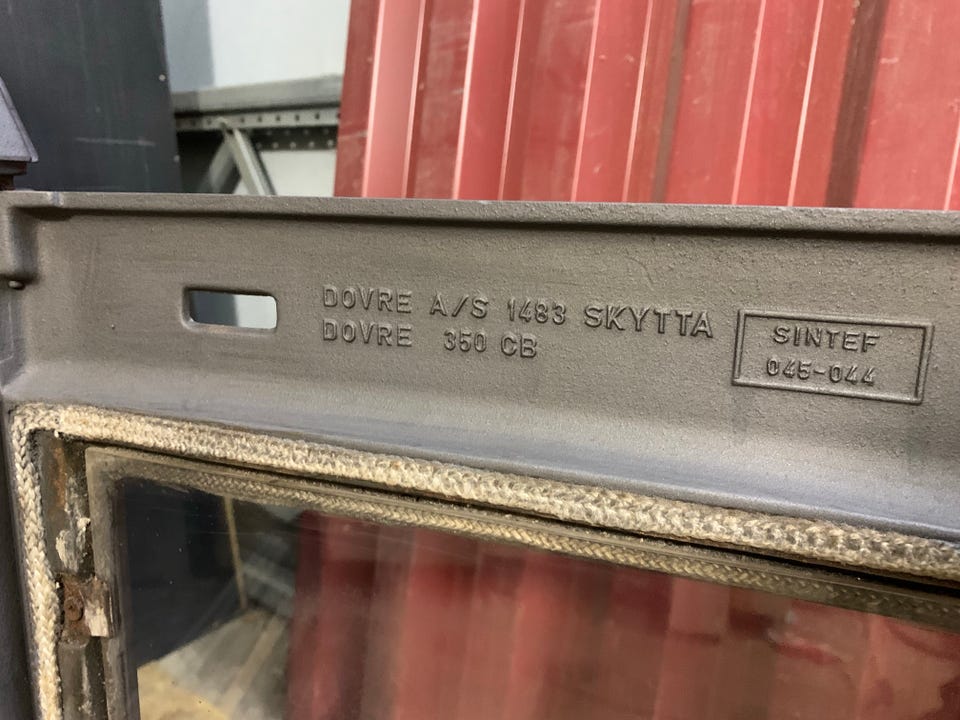 DOVRE A/S 1483 SKYTTA
DOVRE 350 CB
SINTEF
045-044